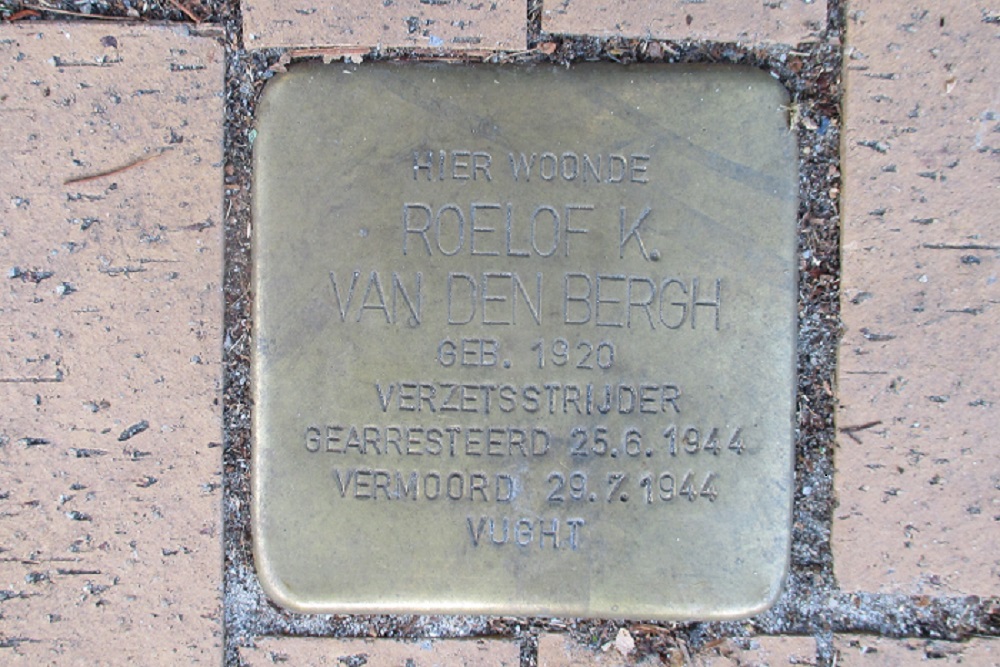 HIER WOONDE
ROELOF K.
VAN DEN BERGH
GEB. 1920
VERZETSSTRIJDER
GEARRESTEERD 25.6.1944
VERMOORD 29.7.1944
VUGHT